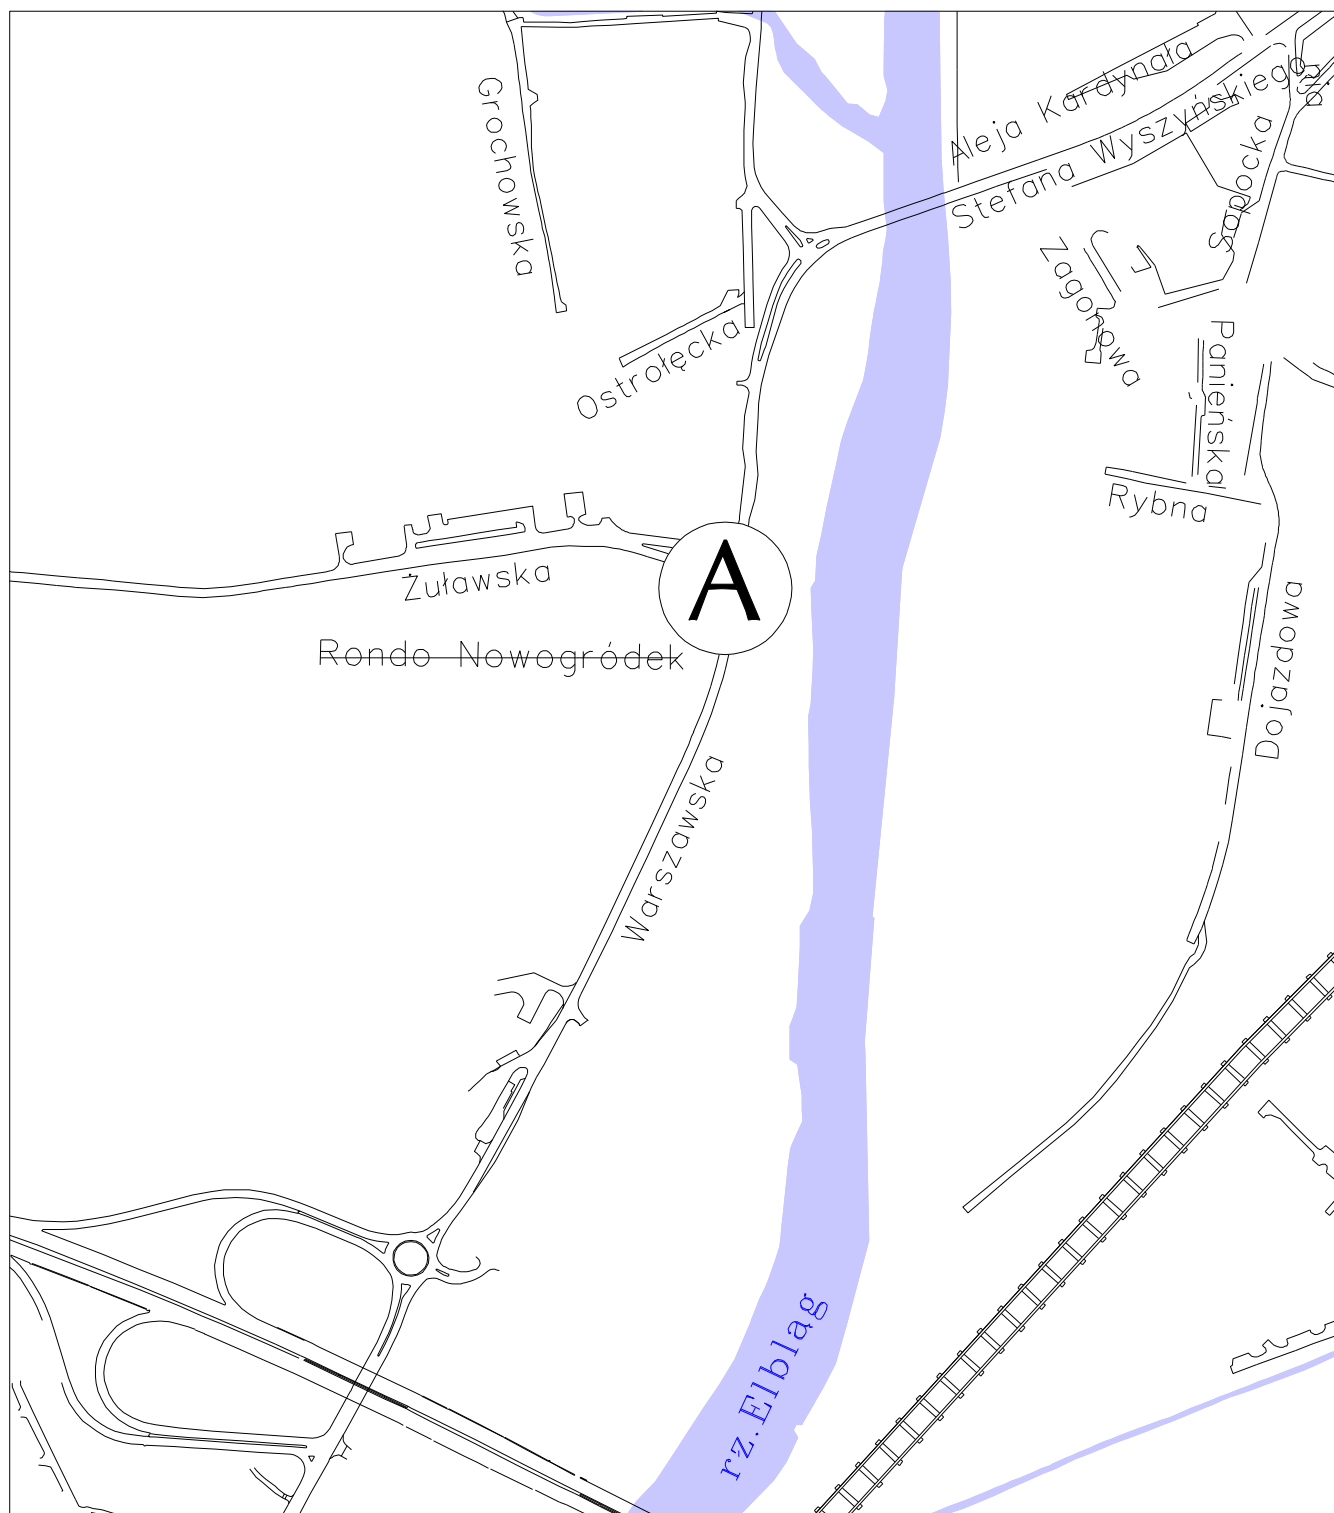 Grochowska
Aleja Kardynała
Stefana Wyszyńskiego
Sopocka
Zagonowa
Ostrołęcka
Panieńska
Rybna
A
Żuławska
Rondo Nowogródek
Dojazdowa
Warszawska
rz.Elbląg